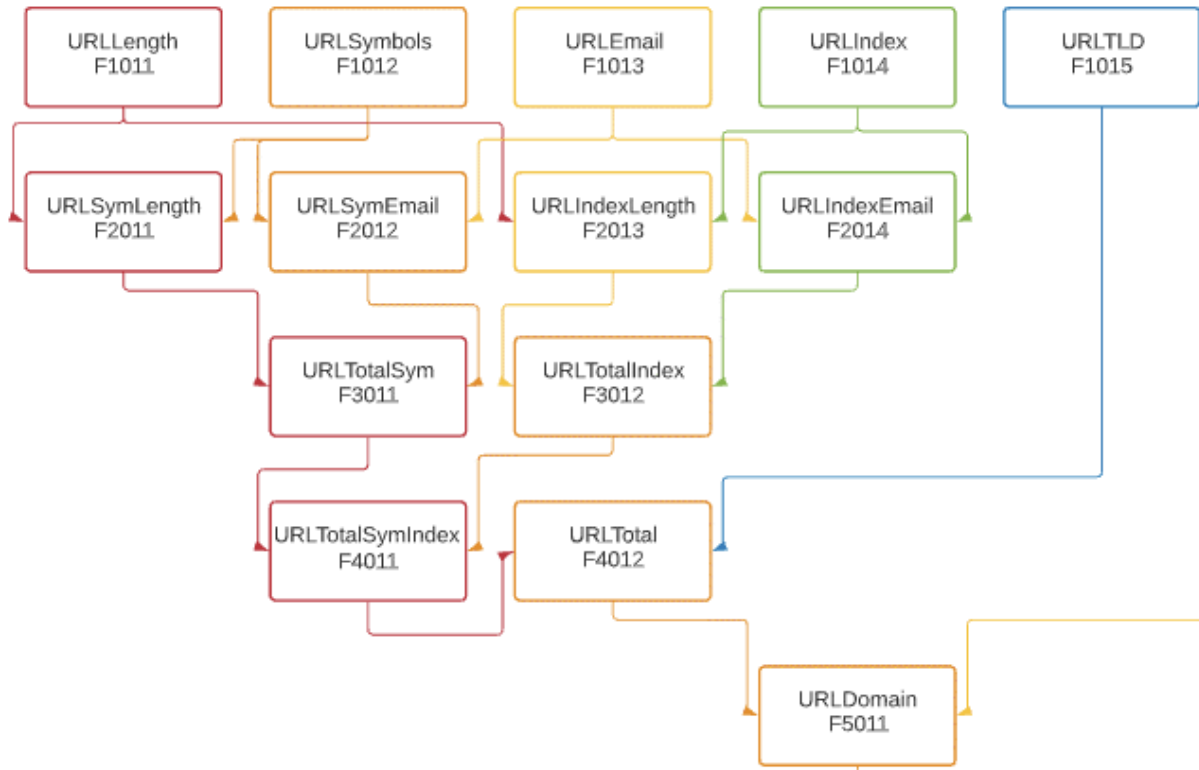 URLLength
F1011
URLSymbols
F1012
URLEmail
F1013
URLIndex
F1014
URLTLD
F1015
URLSymLength
F2011
URLSymEmail
F2012
URLIndexLength
F2013
URLIndexEmail
F2014
URLTotalSym
F3011
URLTotalIndex
F3012
URLTotalSymIndex
F4011
URLTotal
F4012
URLDomain
F5011